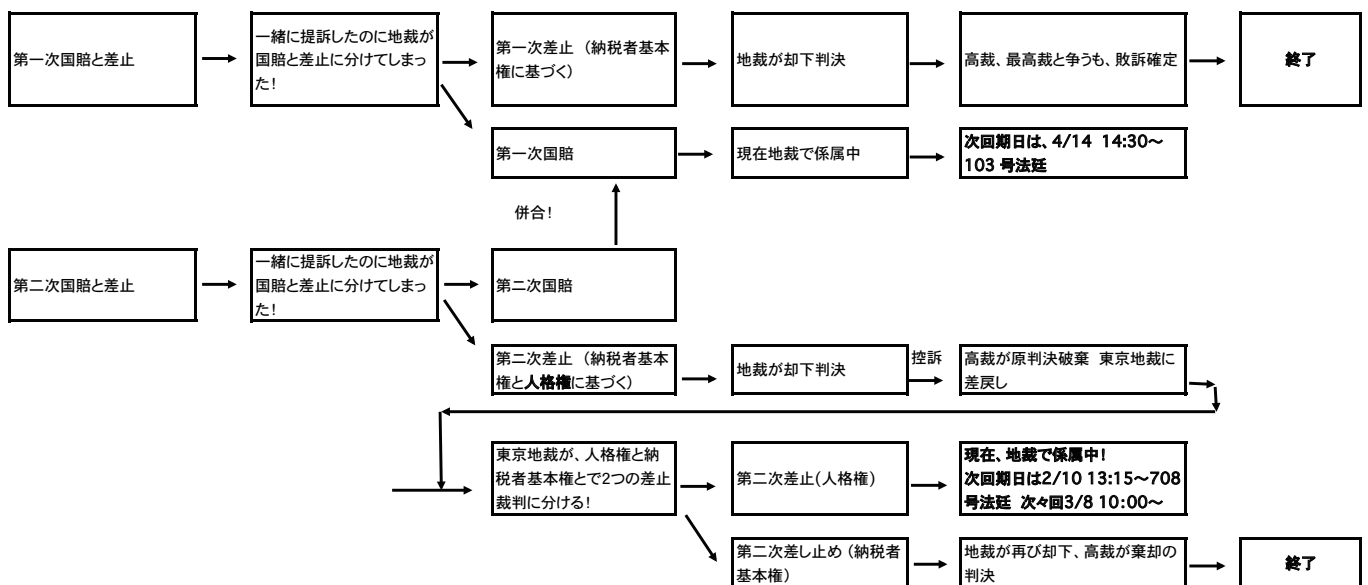 第一次国賠と差止
一緒に提訴したのに地裁が
国賠と差止に分けてしまっ
た！
第一次差止 （納税者基本
権に基づく）
地裁が却下判決
高裁、最高裁と争うも、敗訴確定
終了
第一次国賠
現在地裁で係属中
次回期日は、4/14 14:30～
103 号法廷
併合！
第二次国賠と差止
一緒に提訴したのに地裁が
国賠と差止に分けてしまっ
た！
第二次国賠
第二次差止 （納税者基本
権と人格権に基づく）
地裁が却下判決
控訴
高裁が原判決破棄 東京地裁に
差戻し
東京地裁が、人格権と納
税者基本権とで2つの差止
裁判に分ける！
第二次差止(人格権)
現在、地裁で係属中！
次回期日は2/10 13:15～708
号法廷 次々回3/8 10:00～
第二次差し止め （納税者
基本権）
地裁が再び却下、高裁が棄却の
判決
終了